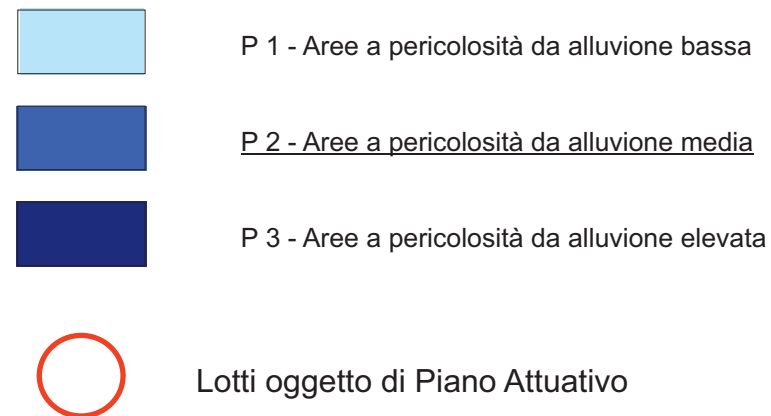 P 1 - Aree a pericolosità da alluvione bassa
P 2 - Aree a pericolosità da alluvione media
P 3 - Aree a pericolosità da alluvione elevata
Lotti oggetto di Piano Attuativo